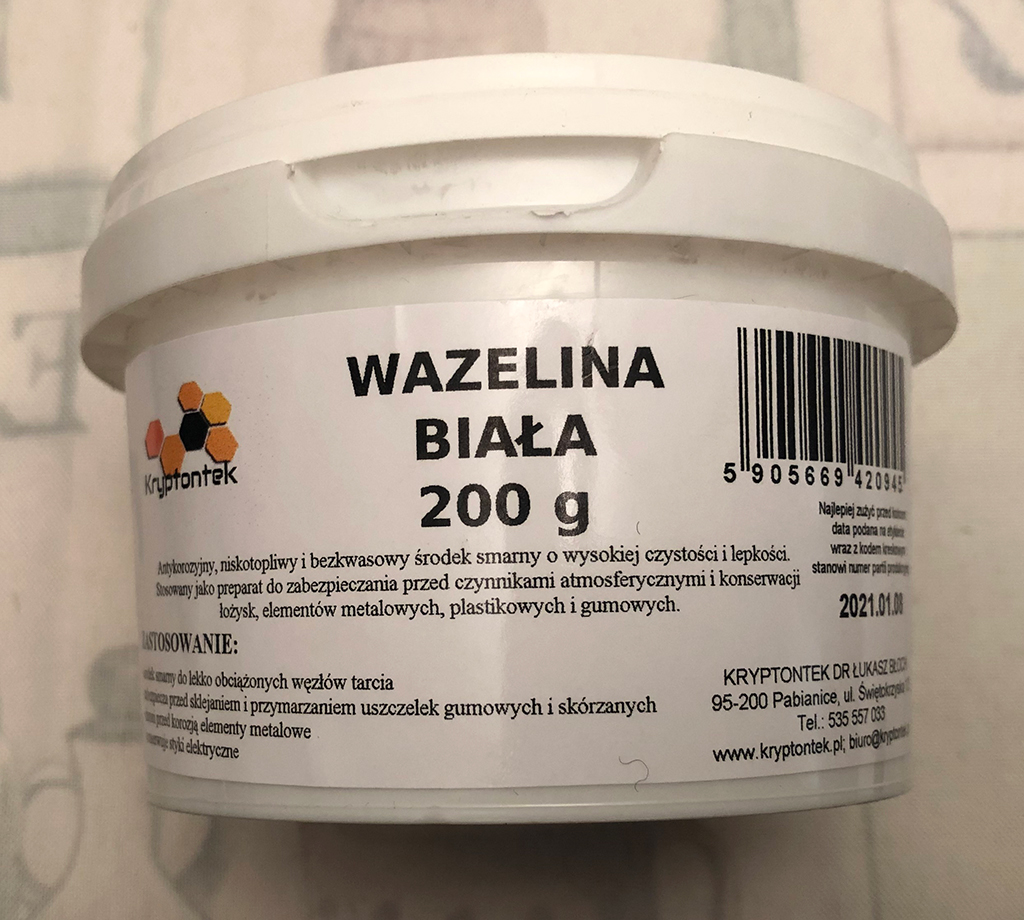 WAZELINA
BIAŁA
200 g
Kryptontek
5 905669 420945
Najlepiej zużyć przed
data podana na
wraz z kodem
stanowi numer partii
2021.01.08
Antykorozyjny, niskotopliwy i bezkwasowy środek smarny o wysokiej czystości i lepkości.
Stosowany jako preparat do zabezpieczania przed czynnikami atmosferycznymi i konserwacji
łożysk, elementów metalowych, plastikowych i gumowych.
ZASTOSOWANIE:
smarny do lekko obciążonych węzłów tarcia
przed sklejaniem i przymarzaniem uszczelek gumowych i skórzanych
przed korozją elementy metalowe
styki elektryczne
KRYPTONTEK DR ŁUKASZ
95-200 Pabianice, ul.
Tel.: 535 557 033
www.kryptontek.pl;